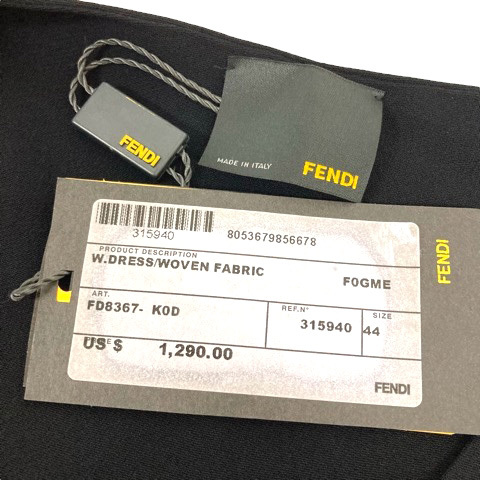 FENDI
MADE IN ITALY
FENDI
FENDI
315940
8053679856678
PRODUCT DESCRIPTION
W.DRESS/WOVEN FABRIC
F0GME
ART.
FD8367- K0D
REF.N°
315940
SIZE
44
US $ 1,290.00
FENDI